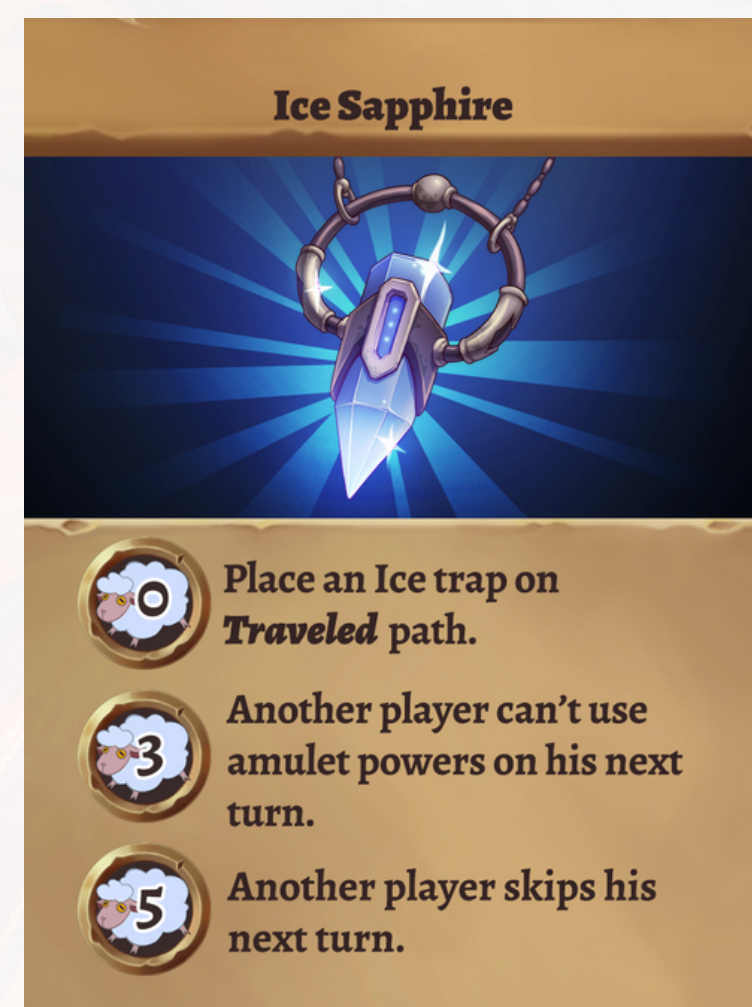 Ice Sapphire
0
Place an Ice trap on
Traveled path.
3
Another player can’t use
amulet powers on his next
turn.
5
Another player skips his
next turn.